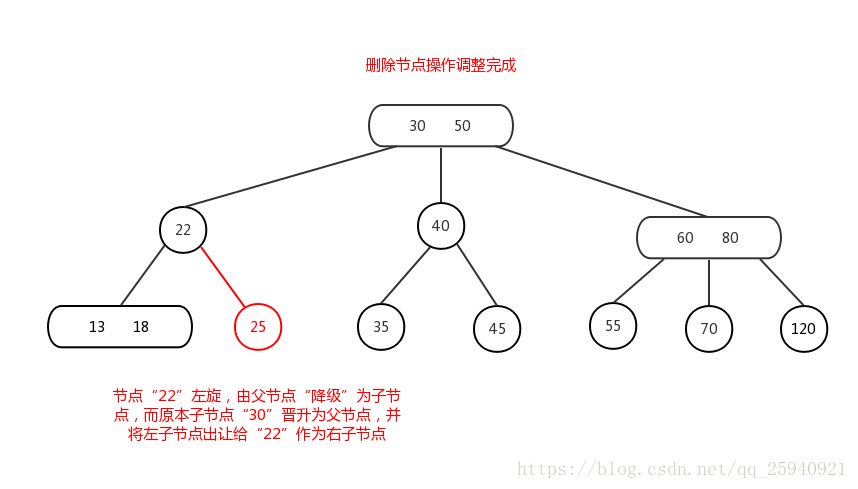 删除节点操作调整完成
30 50
22
40
60 80
13 18
25
35
45
55
70
120
节点“22”左旋，由父节点“降级”为子节
点，而原本子节点“30”晋升为父节点，并
将左子节点出让给“22”作为右子节点
https://blog.csdn.net/qq_25940921